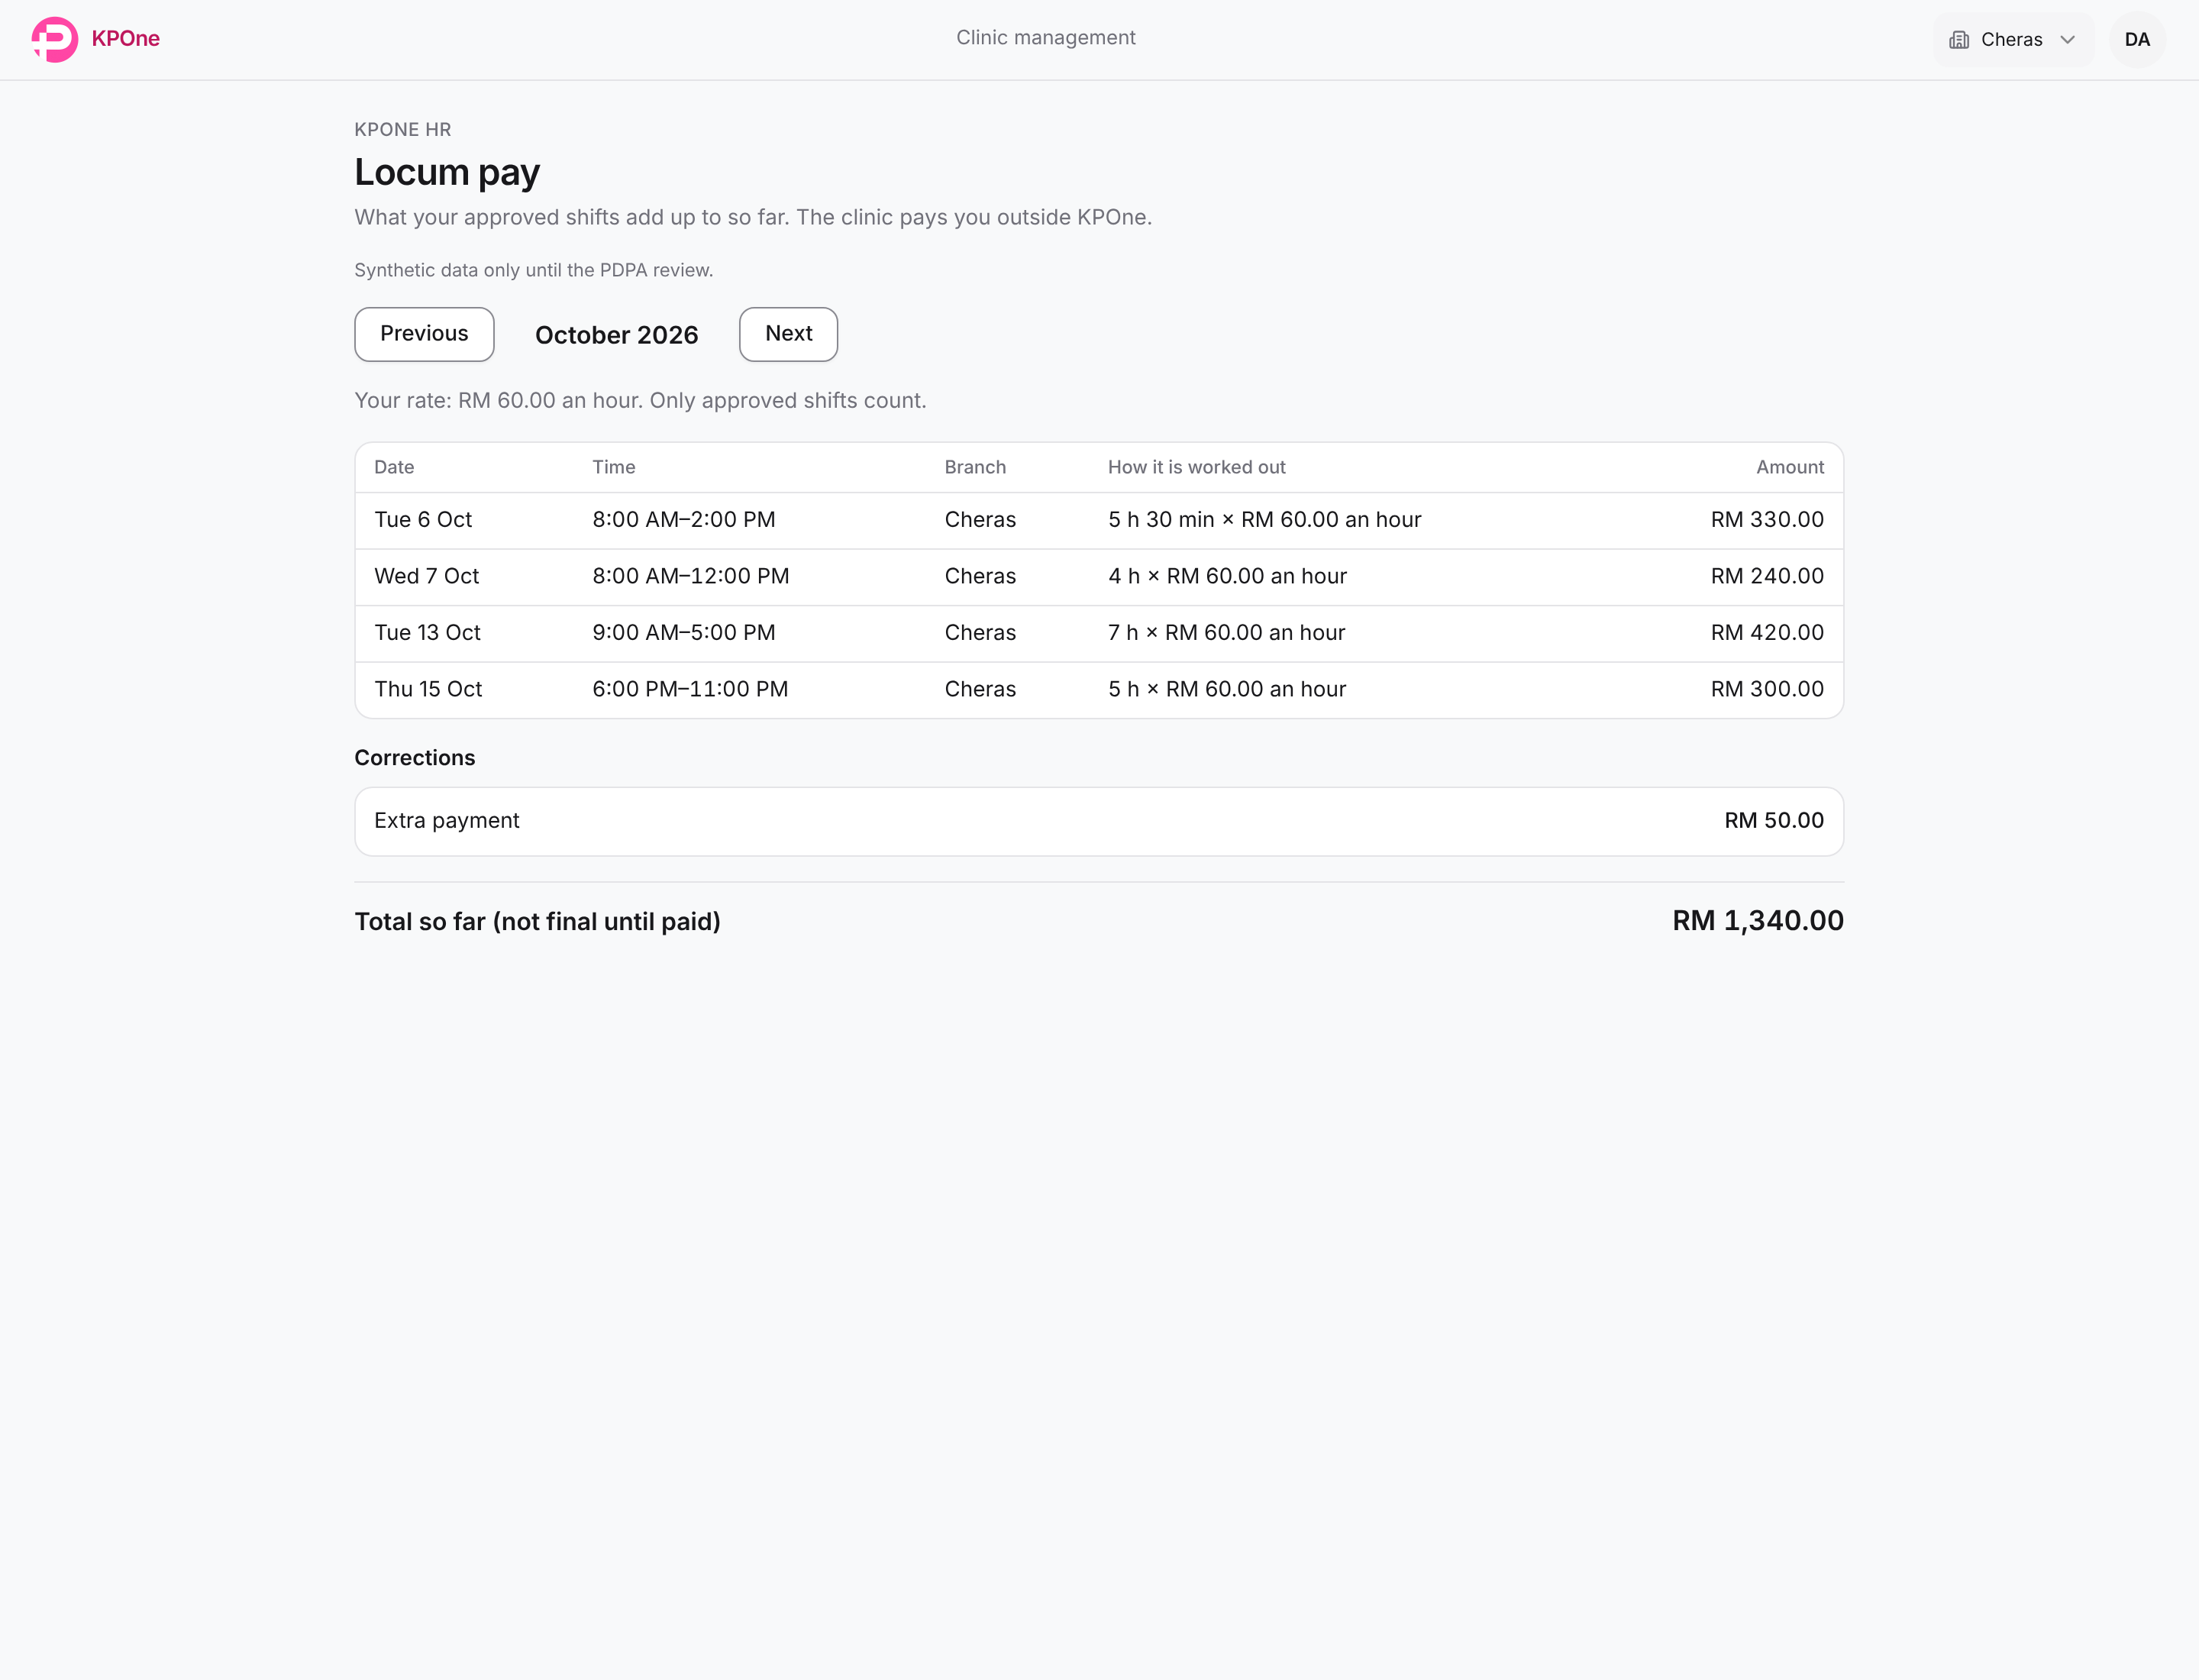 KPOne
Clinic management
Cheras
DA
KPONE HR
Locum pay
What your approved shifts add up to so far. The clinic pays you outside KPOne.
Synthetic data only until the PDPA review.
Previous
October 2026
Next
Your rate: RM 60.00 an hour. Only approved shifts count.
Date Time Branch How it is worked out Amount
Tue 6 Oct 8:00 AM–2:00 PM Cheras 5 h 30 min × RM 60.00 an hour RM 330.00
Wed 7 Oct 8:00 AM–12:00 PM Cheras 4 h × RM 60.00 an hour RM 240.00
Tue 13 Oct 9:00 AM–5:00 PM Cheras 7 h × RM 60.00 an hour RM 420.00
Thu 15 Oct 6:00 PM–11:00 PM Cheras 5 h × RM 60.00 an hour RM 300.00
Corrections
Extra payment RM 50.00
Total so far (not final until paid) RM 1,340.00